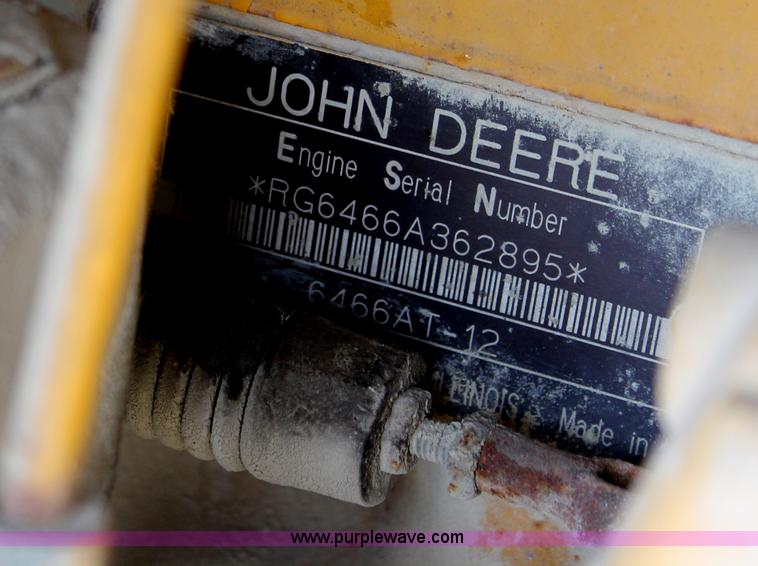 JOHN DEERE
Engine Serial Number
*RG6466A362895*
6466AT-12
ILLINOIS Made in
www.purplewave.com